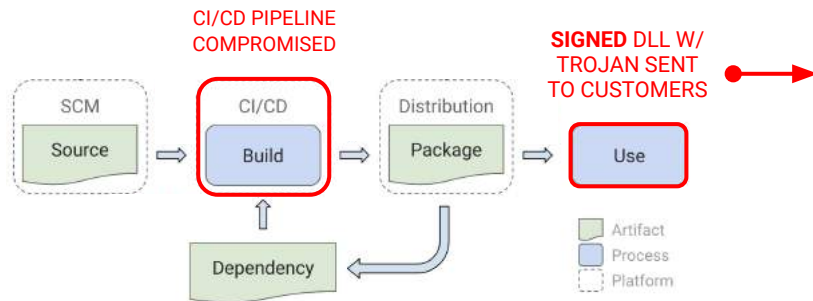 CI/CD PIPELINE
COMPROMISED
SIGNED DLL W/
TROJAN SENT
TO CUSTOMERS
SCM
CI/CD
Distribution
Source
Build
Package
Use
Dependency
Artifact
Process
Platform